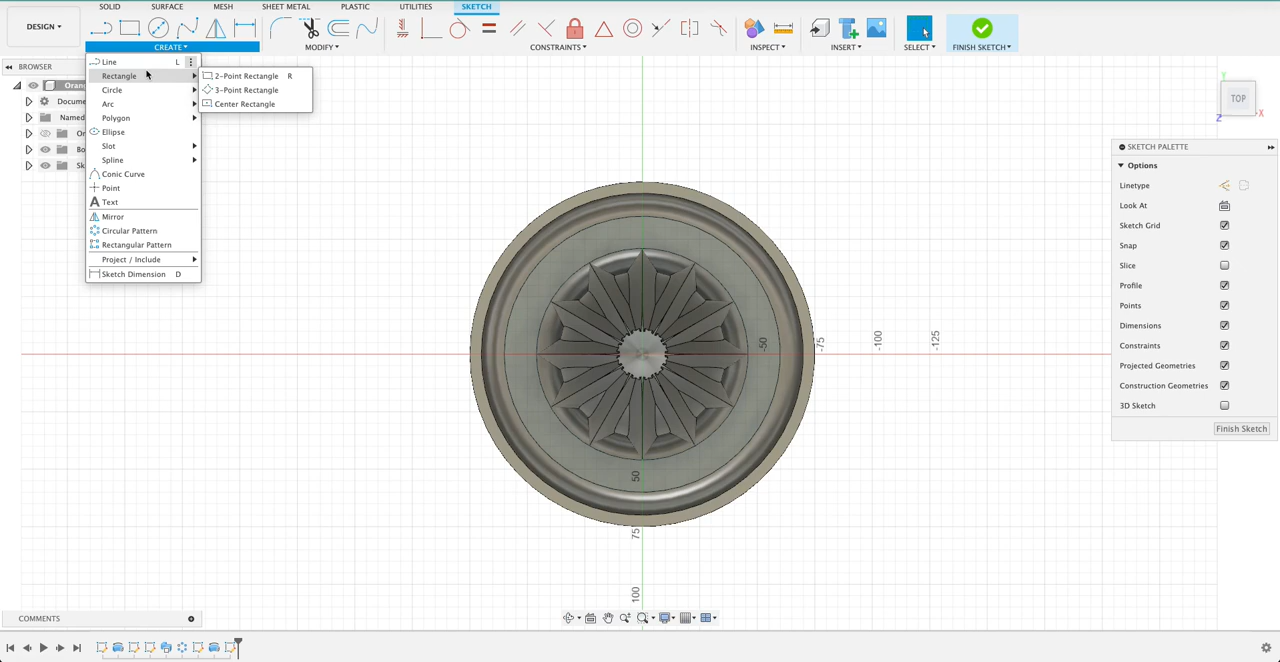 SOLID SURFACE MESH SHEET METAL PLASTIC UTILITIES SKETCH
DESIGN
CREATE MODIFY CONSTRAINTS INSPECT INSERT SELECT FINISH SKETCH
BROWSER
Line L
Rectangle
Circle
Arc
Polygon
Ellipse
Slot
Spline
Conic Curve
Point
Text
Mirror
Circular Pattern
Rectangular Pattern
Project / Include
Sketch Dimension D
2-Point Rectangle R
3-Point Rectangle
Center Rectangle
Docume
Named
TOP
Z
X
-50
-75
-100
-125
50
75
100
SKETCH PALETTE
Options
Linetype
Look At
Sketch Grid
Snap
Slice
Profile
Points
Dimensions
Constraints
Projected Geometries
Construction Geometries
3D Sketch
Finish Sketch
COMMENTS